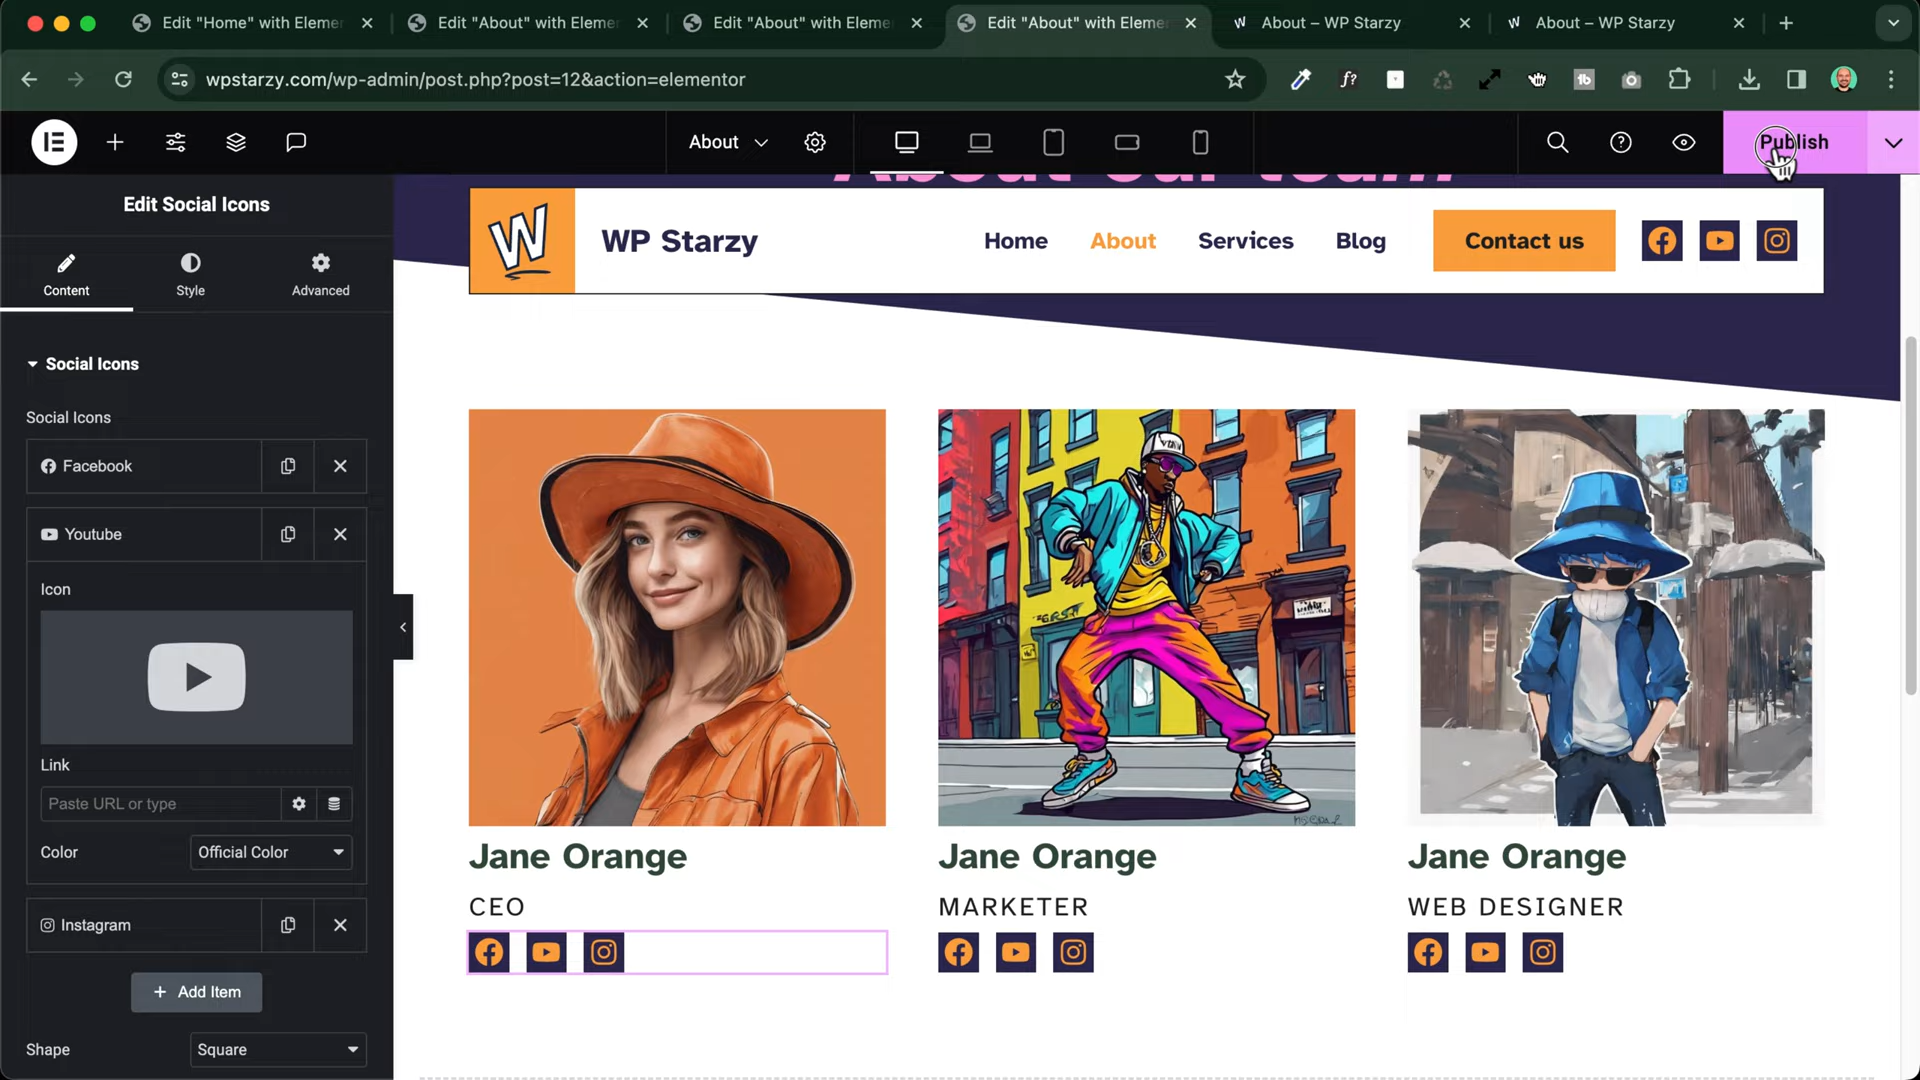 Edit "Home" with Eleme
Edit "About" with Eleme
Edit "About" with Eleme
Edit "About" with Eleme
About – WP Starzy
About – WP Starzy
wpstarzy.com/wp-admin/post.php?post=12&action=elementor
About
Publish
Edit Social Icons
Content
Style
Advanced
Social Icons
Social Icons
Facebook
Youtube
Icon
Link
Paste URL or type
Color
Official Color
Instagram
+ Add Item
Shape
Square
About our team
W
WP Starzy
Home
About
Services
Blog
Contact us
Jane Orange
CEO
Jane Orange
MARKETER
Jane Orange
WEB DESIGNER